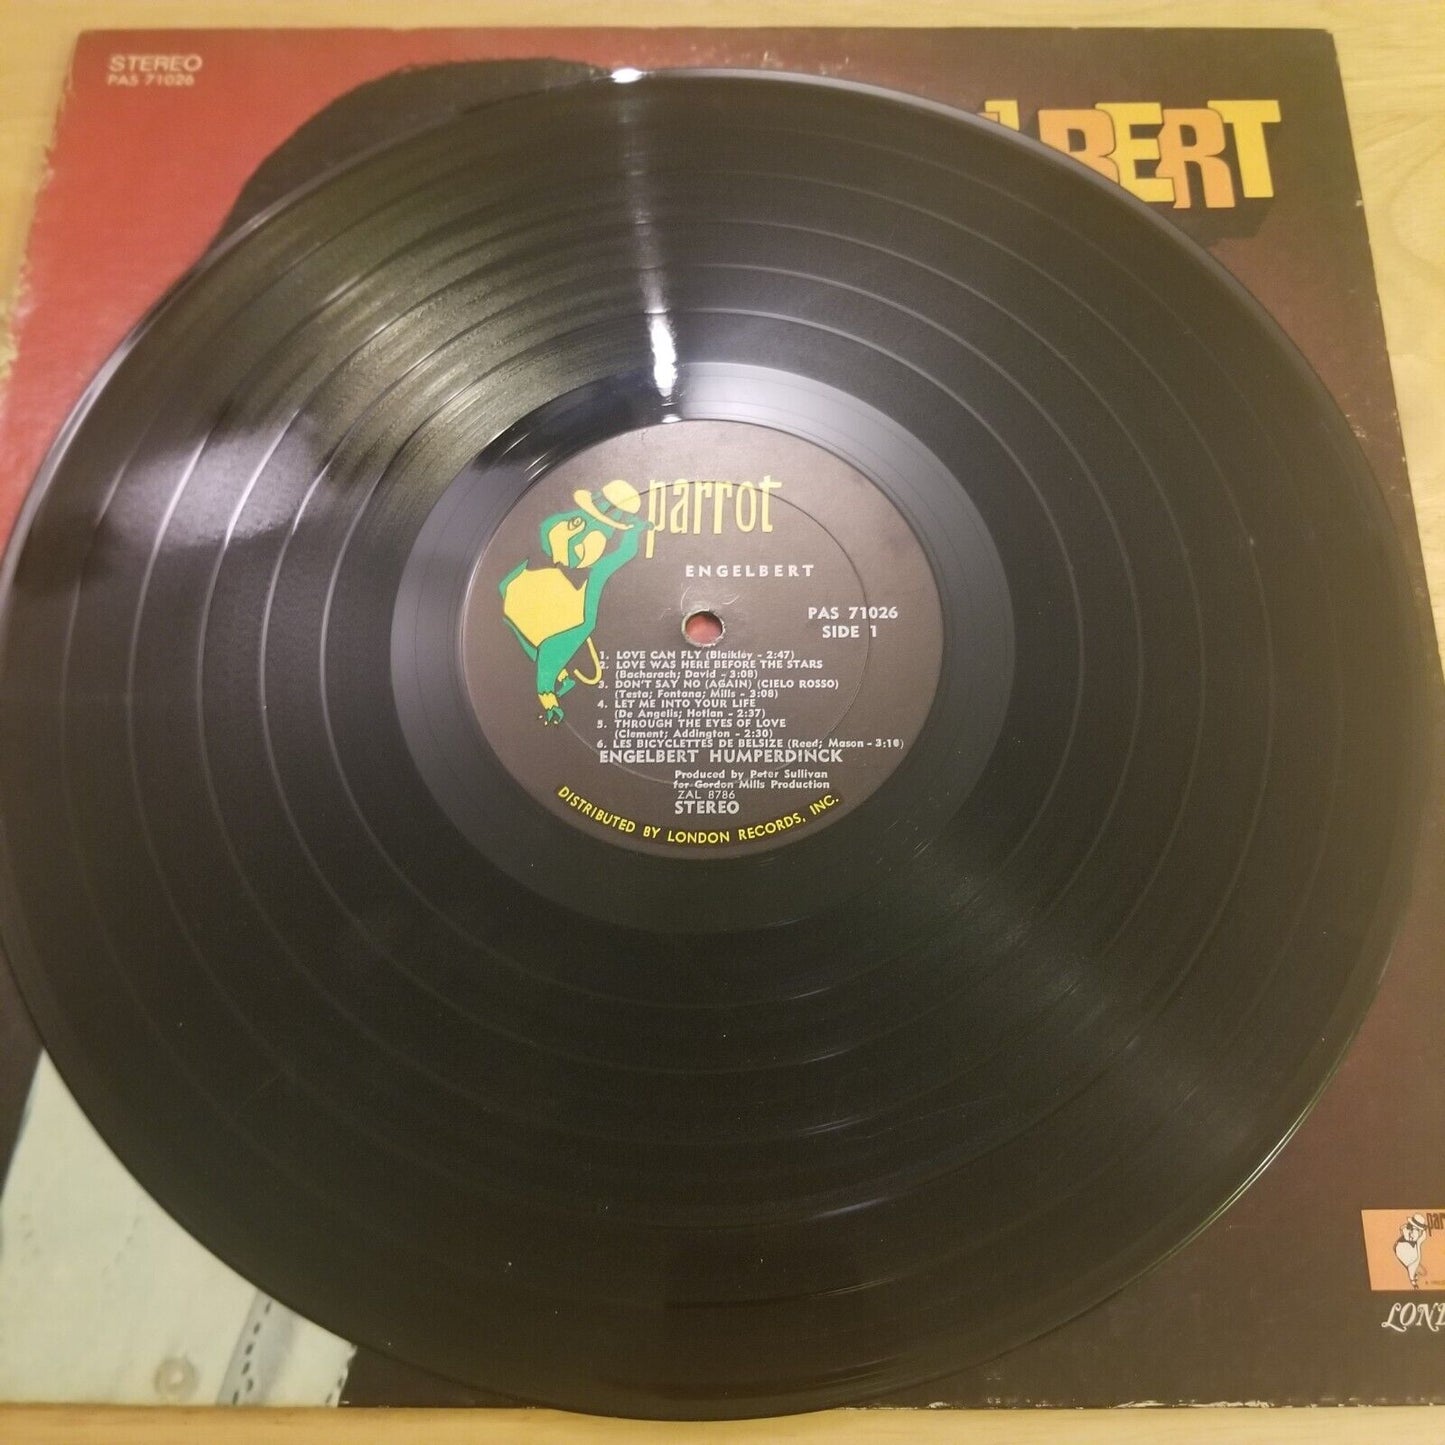 STEREO
PAS 71026
BERT
parrot
ENGELBERT
PAS 71026
SIDE 1
1. LOVE CAN FLY (Blaikley - 2:47)
2. LOVE WAS HERE BEFORE THE STARS
(Bacharach; David - 3:08)
3. DON'T SAY NO (AGAIN) (CIELO ROSSO)
(Testa; Fontana; Mills - 3:08)
4. LET ME INTO YOUR LIFE
(De Angelis; Hotlan - 2:37)
5. THROUGH THE EYES OF LOVE
(Clement; Addington - 2:30)
6. LES BICYCLETTES DE BELSIZE (Reed; Mason - 3:10)
ENGELBERT HUMPERDINCK
Produced by Peter Sullivan
for Gordon Mills Production
ZAL 8786
STEREO
DISTRIBUTED BY LONDON RECORDS, INC.
par
LON